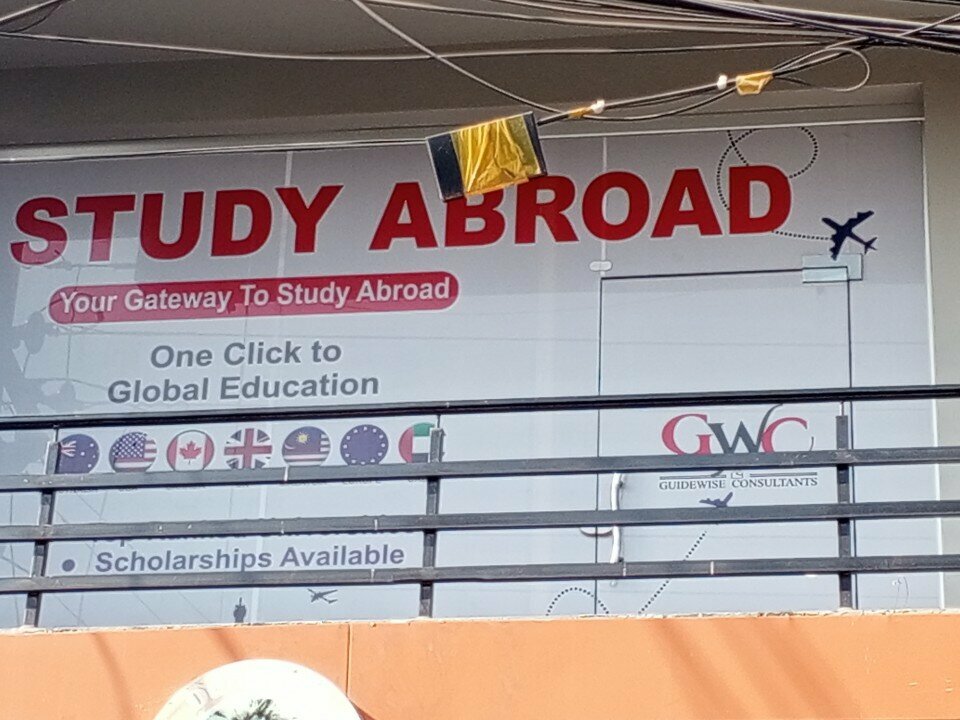 STUDY ABROAD
Your Gateway To Study Abroad
One Click to
Global Education
GWC
GUIDEWISE CONSULTANTS
• Scholarships Available